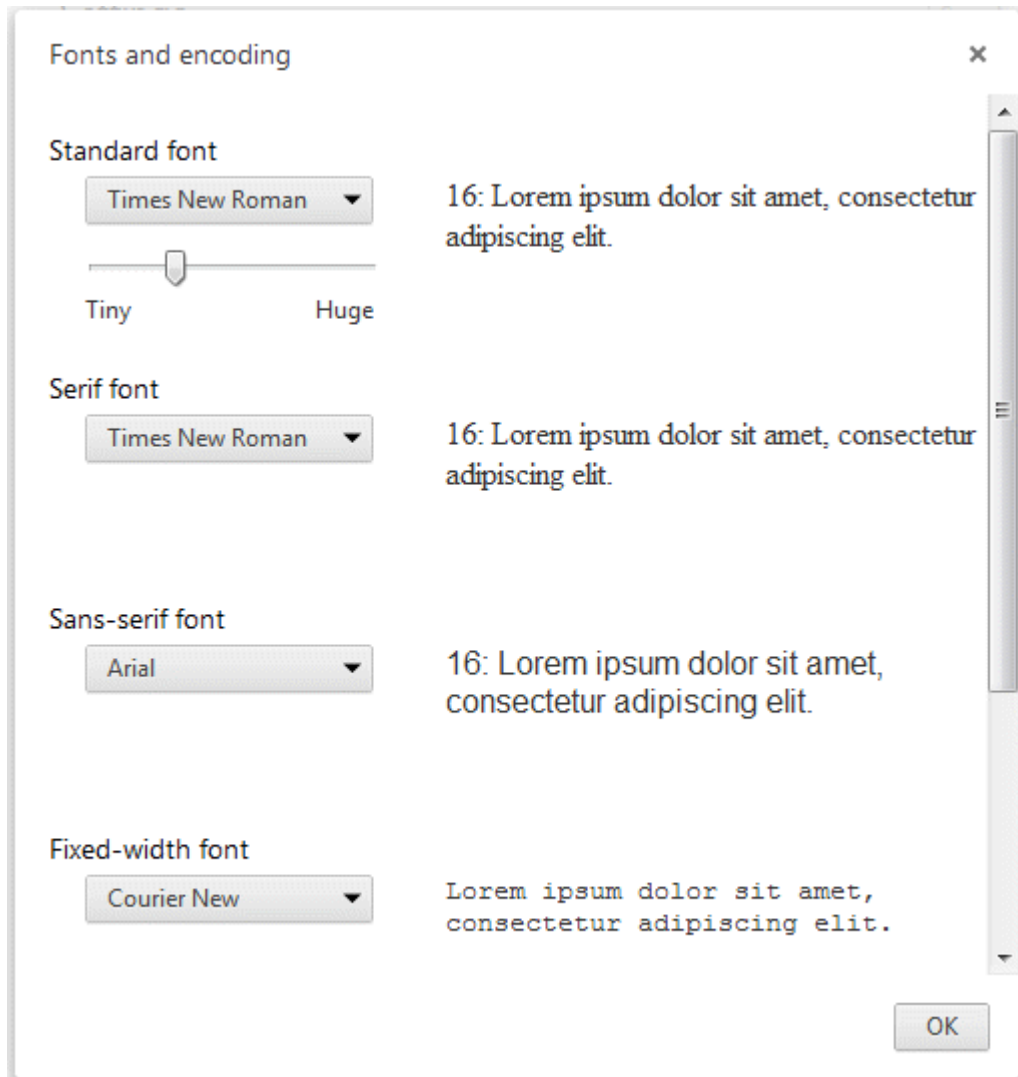 Fonts and encoding
Standard font
Times New Roman
16: Lorem ipsum dolor sit amet, consectetur
adipiscing elit.
Tiny Huge
Serif font
Times New Roman
16: Lorem ipsum dolor sit amet, consectetur
adipiscing elit.
Sans-serif font
Arial
16: Lorem ipsum dolor sit amet,
consectetur adipiscing elit.
Fixed-width font
Courier New
Lorem ipsum dolor sit amet,
consectetur adipiscing elit.
OK